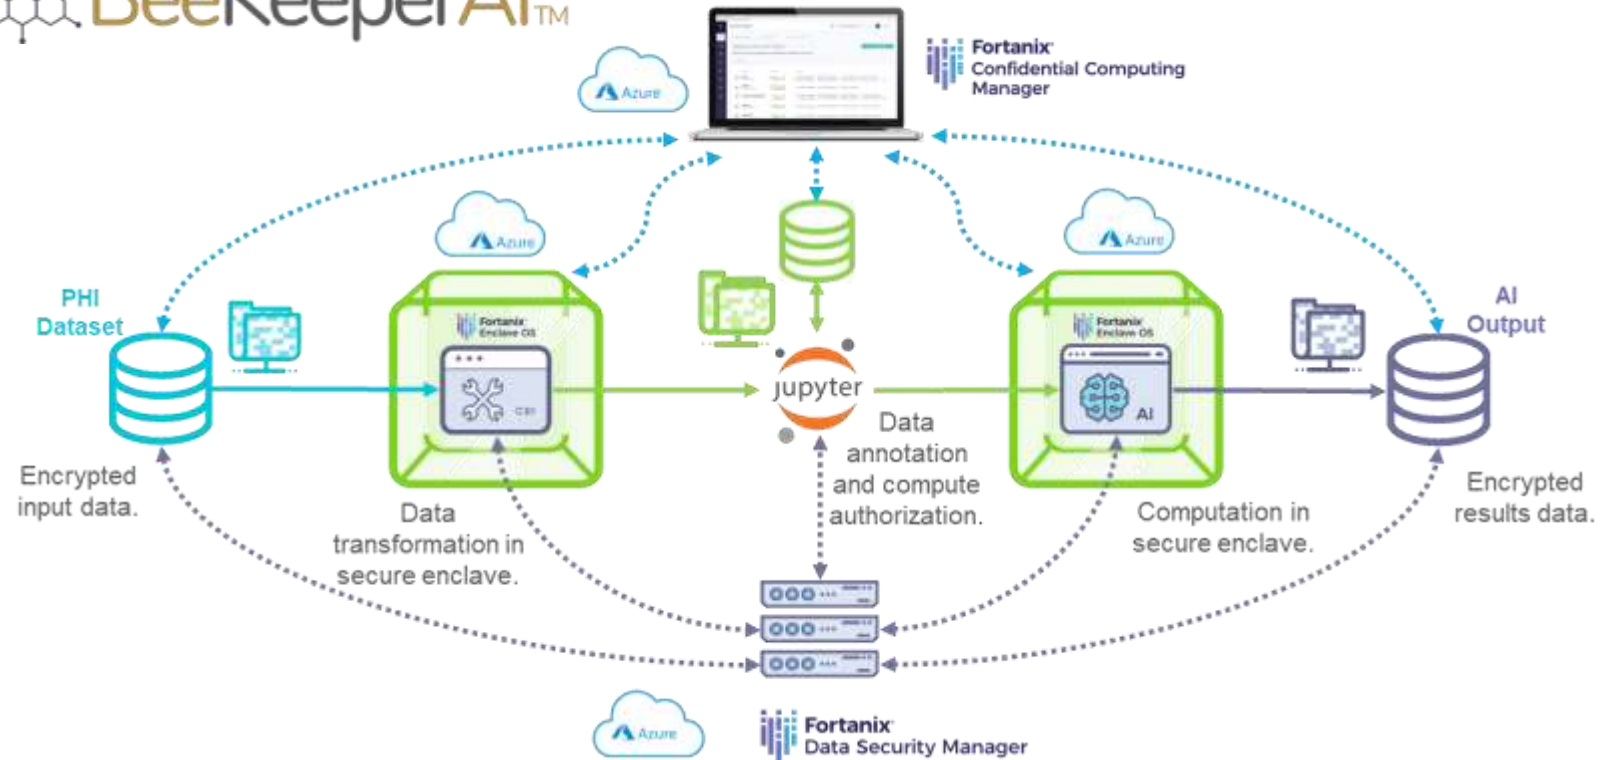 BeeKeeperAI™
Fortanix
Confidential Computing
Manager
Azure
Azure
Azure
PHI
Dataset
Fortanix
Enclave OS
Fortanix
Enclave OS
AI
Output
jupyter
AI
Data
annotation
and compute
authorization.
Encrypted
input data.
Data
transformation in
secure enclave.
Computation in
secure enclave.
Encrypted
results data.
Azure
Fortanix
Data Security Manager